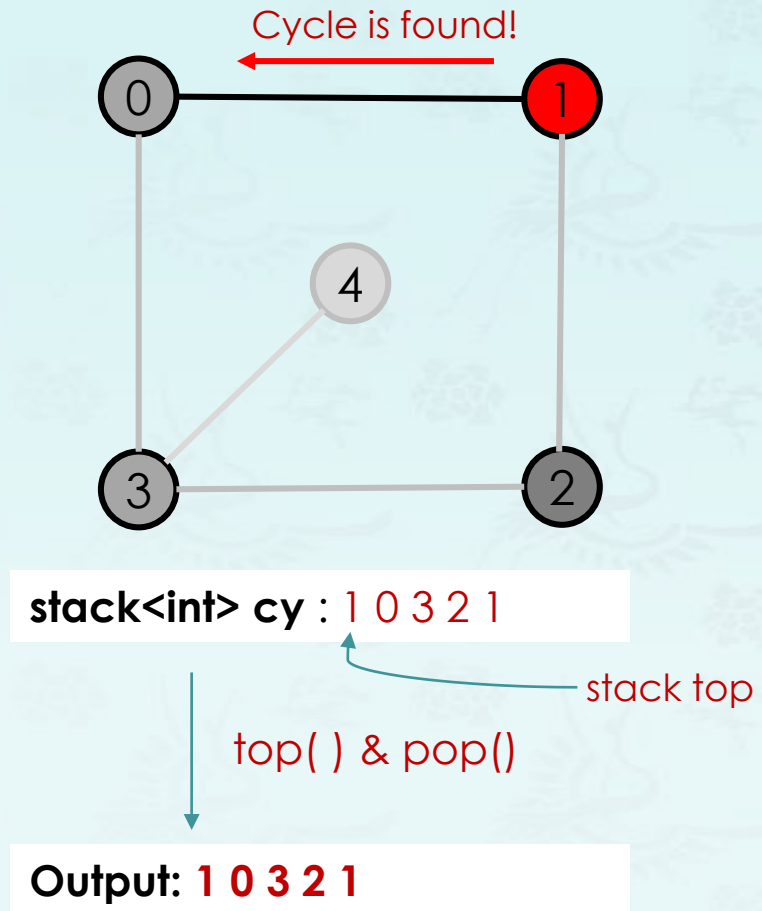 Cycle is found!
0
1
4
3
2
stack<int> cy : 1 0 3 2 1
stack top
top( ) & pop()
Output: 1 0 3 2 1